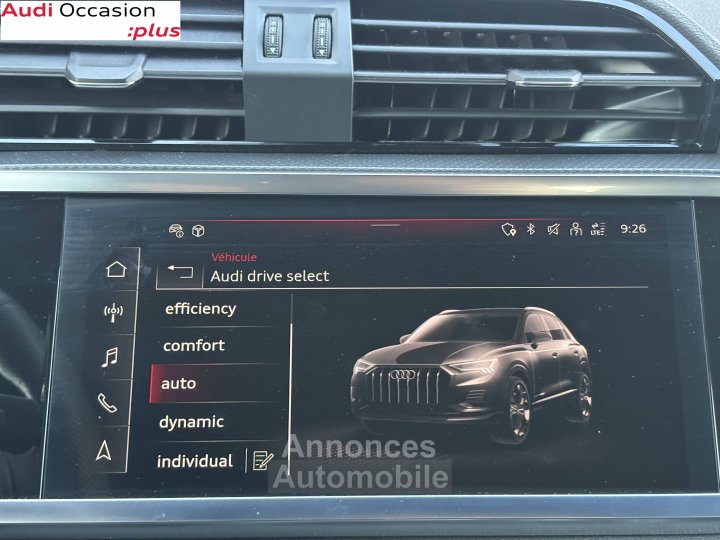 Audi Occasion
:plus
9:26
Véhicule
Audi drive select
efficiency
comfort
auto
dynamic
individual
Annonces
Automobile